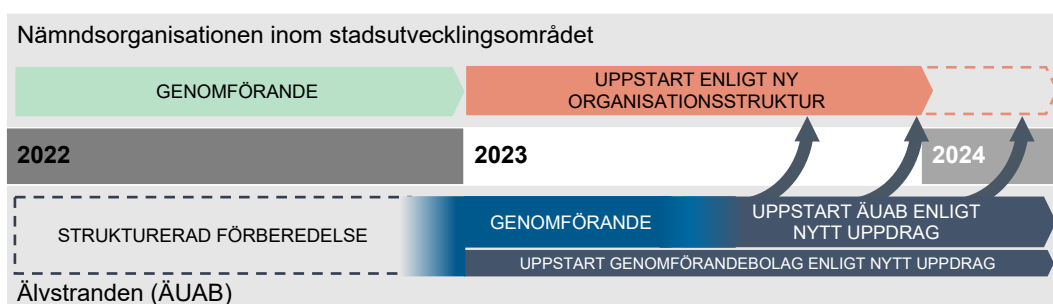 Nämndsorganisationen inom stadsutvecklingsområdet
GENOMFÖRANDE
UPPSTART ENLIGT NY
ORGANISATIONSSTRUKTUR
2022
2023
2024
STRUKTURERAD FÖRBEREDELSE
GENOMFÖRANDE
UPPSTART ÄUAB ENLIGT
NYTT UPPDRAG
UPPSTART GENOMFÖRANDEBOLAG ENLIGT NYTT UPPDRAG
Älvstranden (ÄUAB)